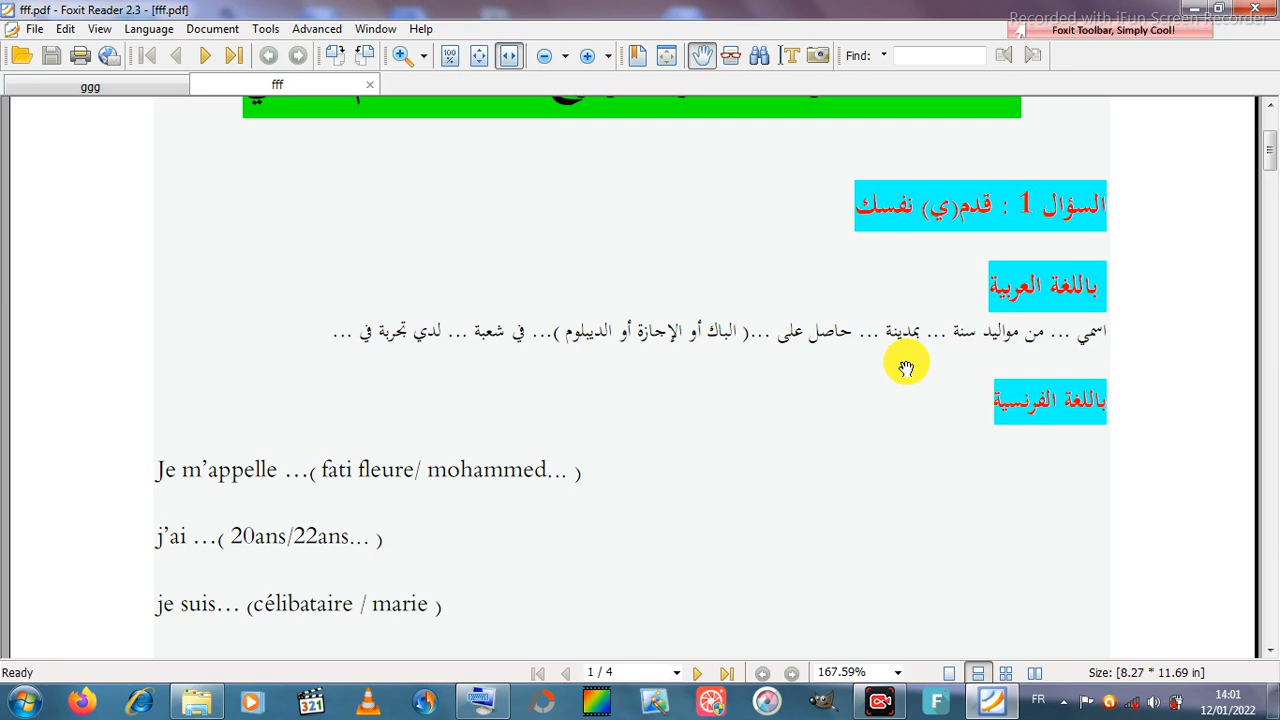 fff.pdf - Foxit Reader 2.3 - [fff.pdf]
Recorded with iFun Screen Recorder
File Edit View Language Document Tools Advanced Window Help
Foxit Toolbar, Simply Cool!
Find:
ggg
fff
السؤال 1 : قدم(ي) نفسك
باللغة العربية
اسمي ... من مواليد سنة ... بمدينة ... حاصل على ...( الباك أو الإجازة أو الديبلوم )... في شعبة ... لدي تجربة في ...
باللغة الفرنسية
Je m’appelle …( fati fleure/ mohammed… )
j’ai …( 20ans/22ans… )
je suis… (célibataire / marie )
Ready
1 / 4
167.59%
Size: [8.27 * 11.69 in]
FR
14:01
12/01/2022